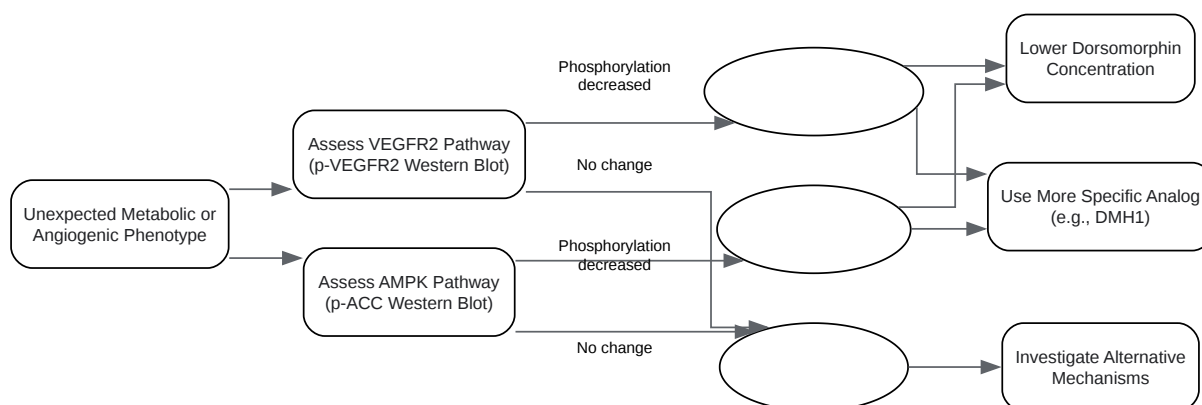 Unexpected Metabolic or
Angiogenic Phenotype
Assess VEGFR2 Pathway
(p-VEGFR2 Western Blot)
Assess AMPK Pathway
(p-ACC Western Blot)
Phosphorylation
decreased
No change
Phosphorylation
decreased
No change
Lower Dorsomorphin
Concentration
Use More Specific Analog
(e.g., DMH1)
Investigate Alternative
Mechanisms